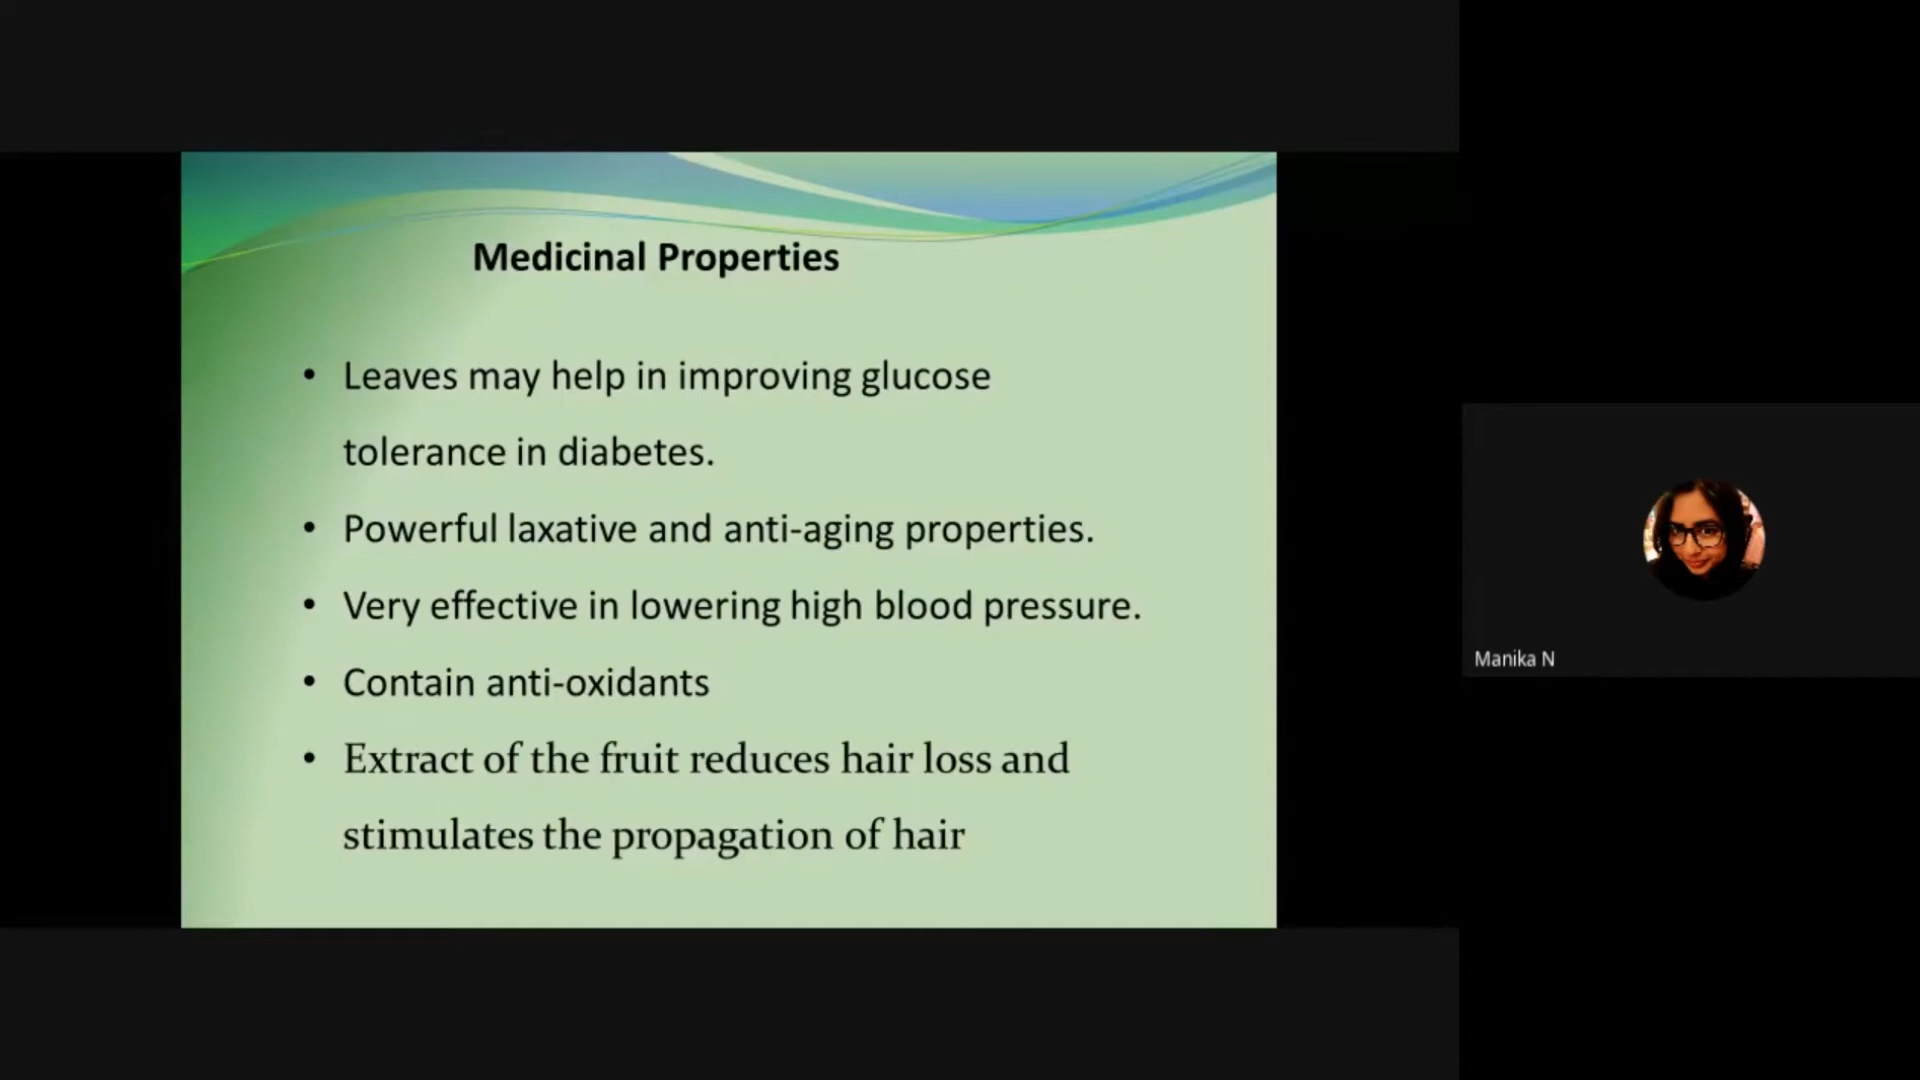 Medicinal Properties
• Leaves may help in improving glucose
tolerance in diabetes.
• Powerful laxative and anti-aging properties.
• Very effective in lowering high blood pressure.
• Contain anti-oxidants
• Extract of the fruit reduces hair loss and
stimulates the propagation of hair
Manika N